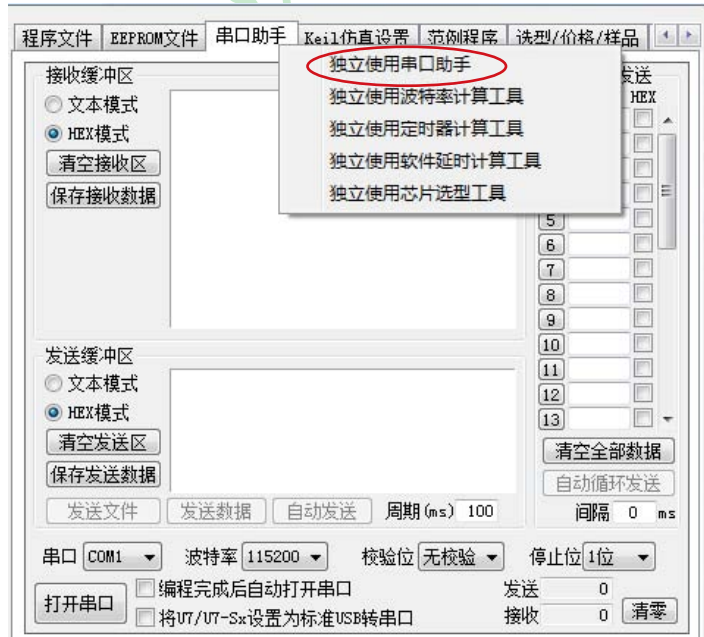 程序文件 EEPROM文件 串口助手 Keil仿真设置 范例程序 选型/价格/样品
独立使用串口助手
独立使用波特率计算工具
独立使用定时器计算工具
独立使用软件延时计算工具
独立使用芯片选型工具
接收缓冲区
文本模式
HEX模式
清空接收区
保存接收数据
发送
HEX
5
6
7
8
9
10
11
12
13
清空全部数据
自动循环发送
间隔 0 ms
发送缓冲区
文本模式
HEX模式
清空发送区
保存发送数据
发送文件 发送数据 自动发送 周期(ms) 100
串口 COM1 波特率 115200 校验位 无校验 停止位 1位
打开串口
编程完成后自动打开串口
将U7/U7-Sx设置为标准USB转串口
发送 0
接收 0
清零